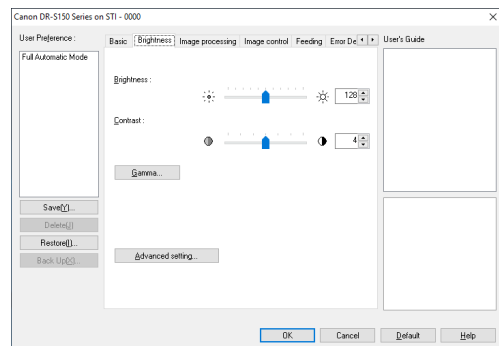 Canon DR-S150 Series on STI - 0000
User Preference :
Full Automatic Mode
Save(Y)...
Delete(J)
Restore(I)...
Back Up(X)...
Basic Brightness Image processing Image control Feeding Error De
Brightness :
128
Contrast :
4
Gamma...
Advanced setting...
User's Guide
OK Cancel Default Help